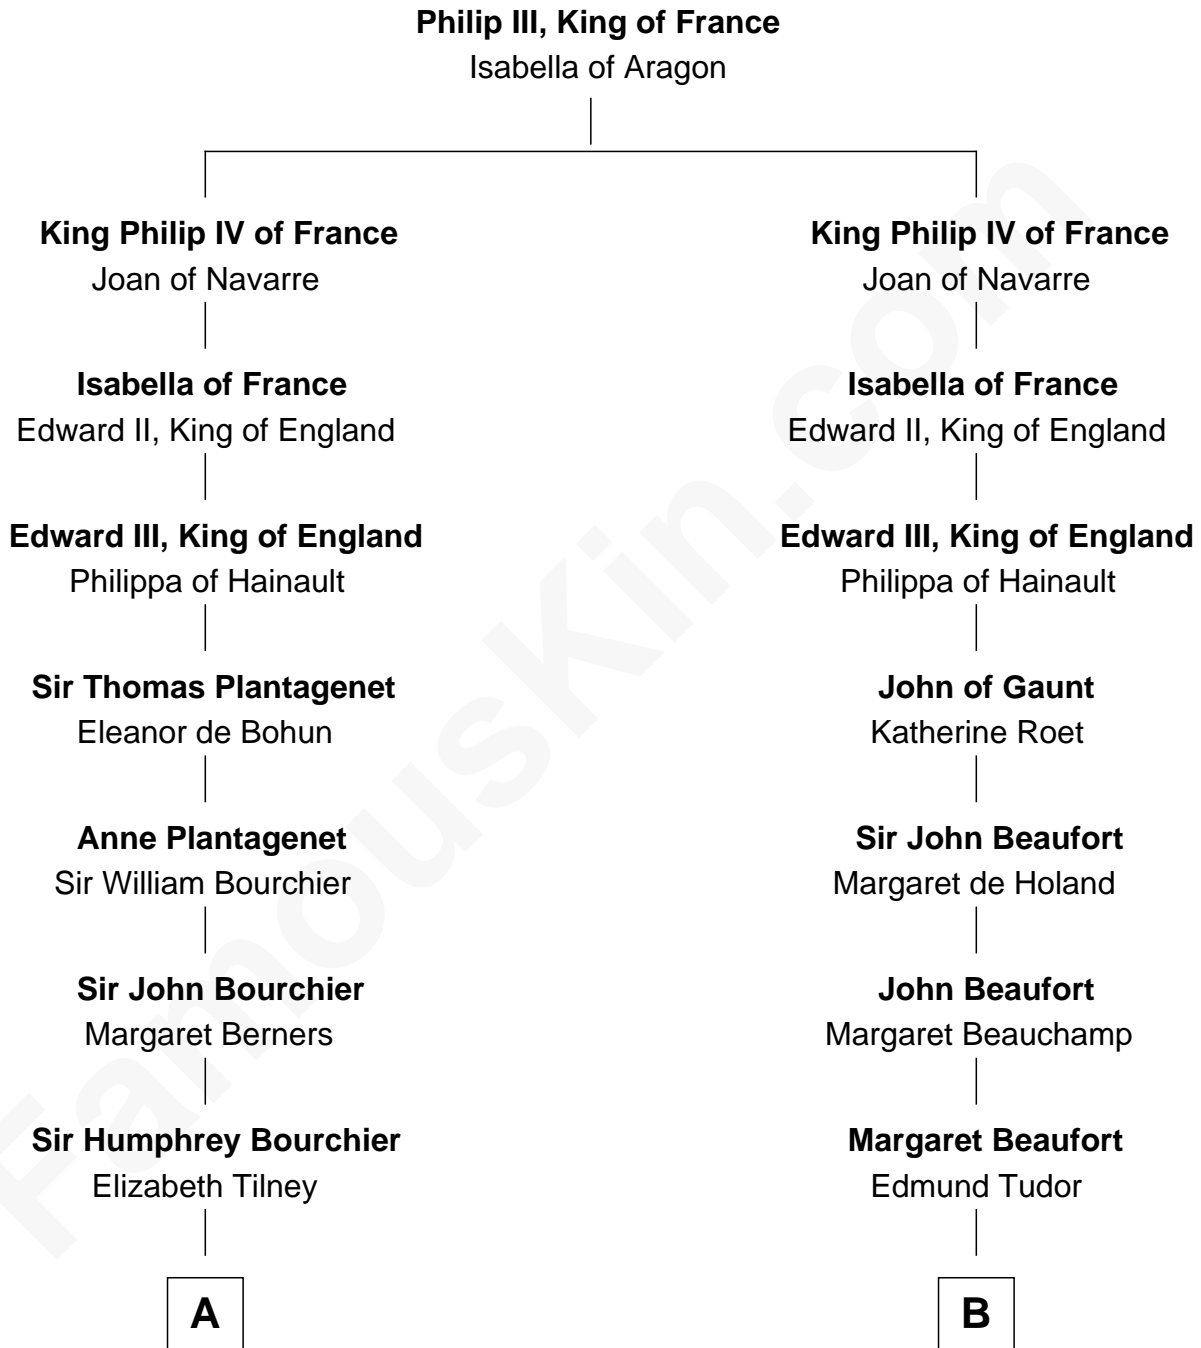 Philip III, King of France
Isabella of Aragon
King Philip IV of France
Joan of Navarre
Isabella of France
Edward II, King of England
Edward III, King of England
Philippa of Hainault
Sir Thomas Plantagenet
Eleanor de Bohun
Anne Plantagenet
Sir William Bourchier
Sir John Bourchier
Margaret Berners
Sir Humphrey Bourchier
Elizabeth Tilney
A
King Philip IV of France
Joan of Navarre
Isabella of France
Edward II, King of England
Edward III, King of England
Philippa of Hainault
John of Gaunt
Katherine Roet
Sir John Beaufort
Margaret de Holand
John Beaufort
Margaret Beauchamp
Margaret Beaufort
Edmund Tudor
B
FamousKin.com